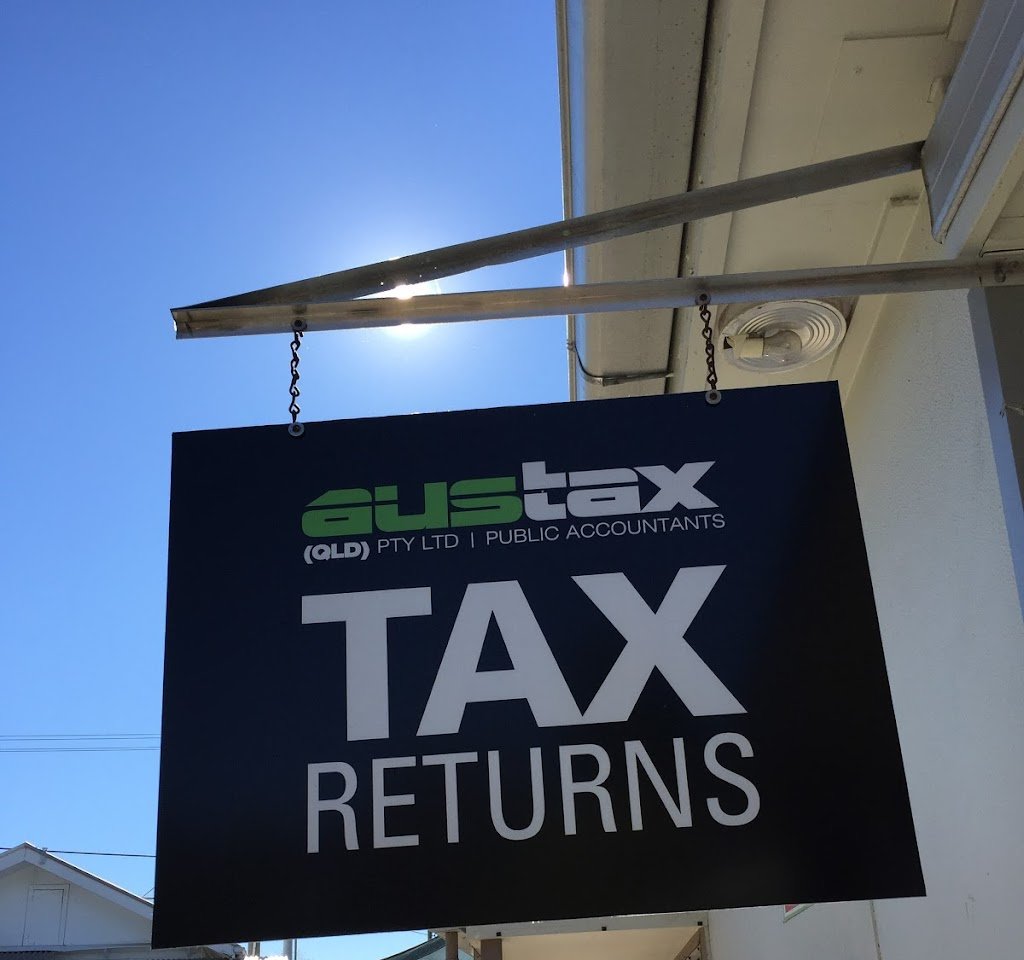 austax
(QLD) PTY LTD | PUBLIC ACCOUNTANTS
TAX
RETURNS